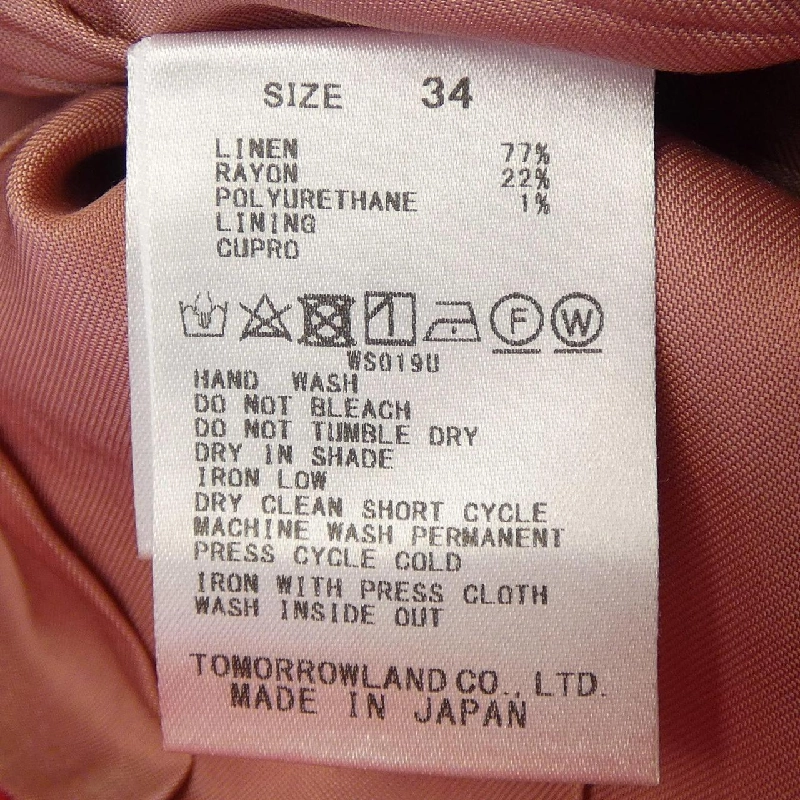 SIZE 34
LINEN 77%
RAYON 22%
POLYURETHANE 1%
LINING
CUPRO
F W
WS019U
HAND WASH
DO NOT BLEACH
DO NOT TUMBLE DRY
DRY IN SHADE
IRON LOW
DRY CLEAN SHORT CYCLE
MACHINE WASH PERMANENT
PRESS CYCLE COLD
IRON WITH PRESS CLOTH
WASH INSIDE OUT
TOMORROWLAND CO., LTD.
MADE IN JAPAN